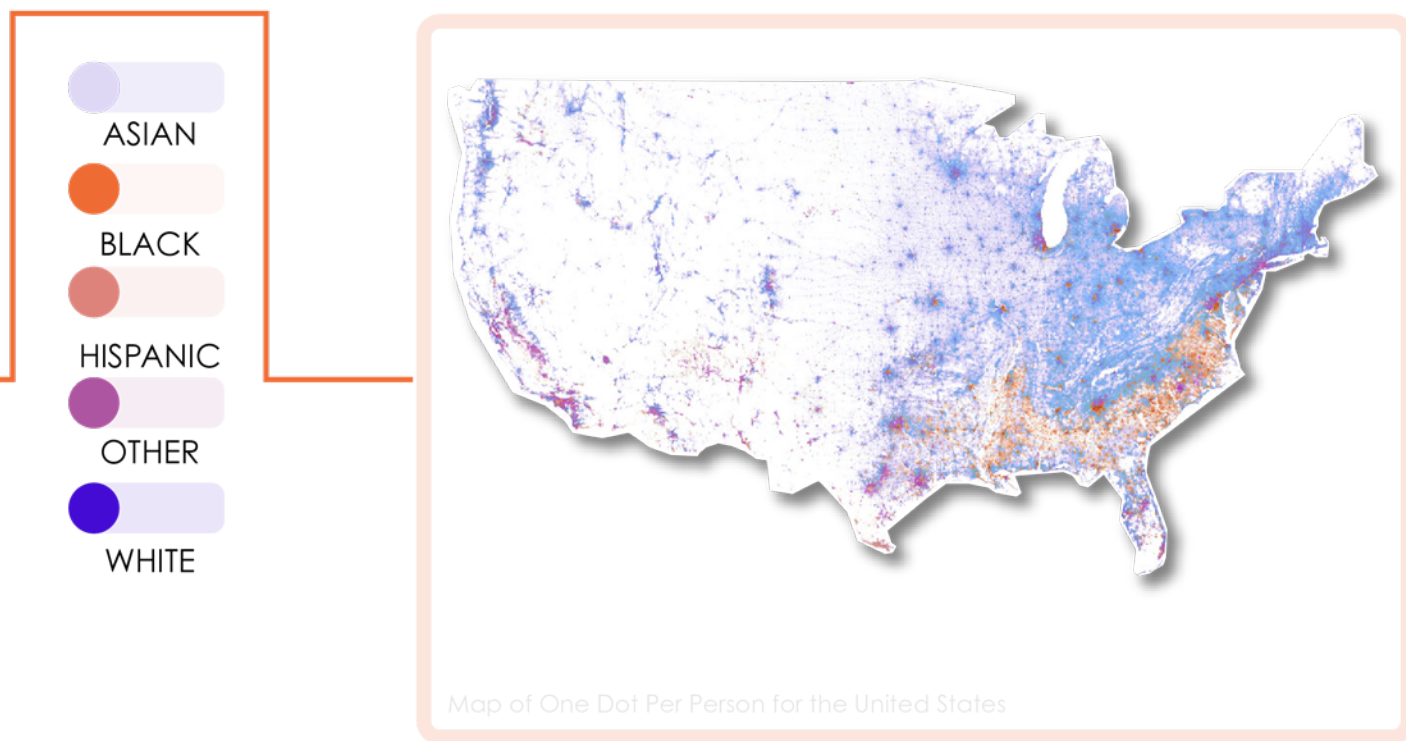 ASIAN
BLACK
HISPANIC
OTHER
WHITE
Map of One Dot Per Person for the United States